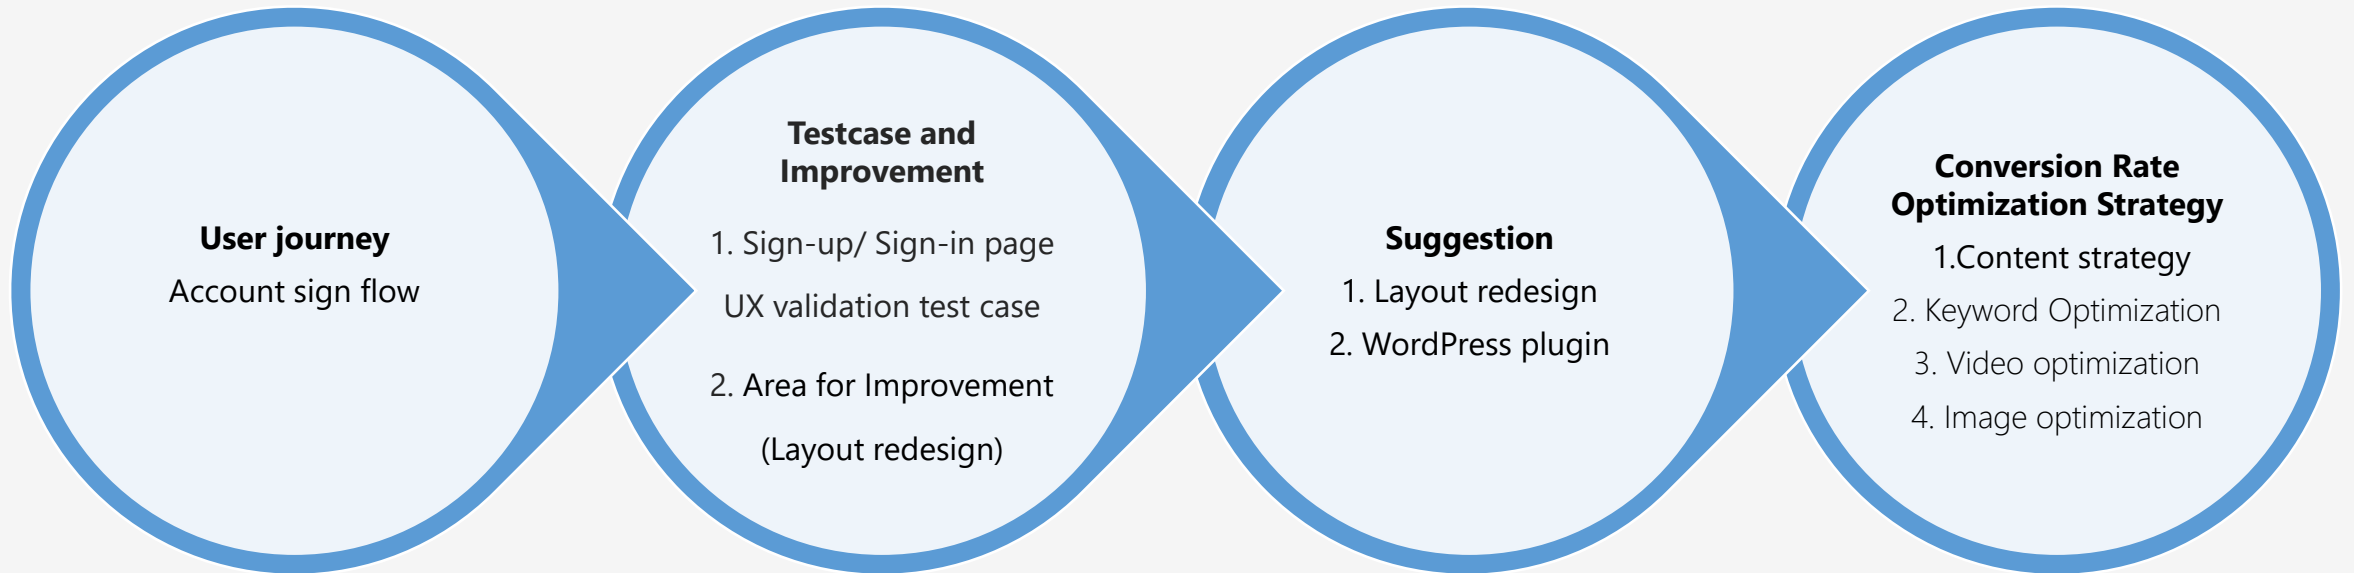 User journey
Account sign flow
Testcase and
Improvement
1. Sign-up/ Sign-in page
UX validation test case
2. Area for Improvement
(Layout redesign)
Suggestion
1. Layout redesign
2. WordPress plugin
Conversion Rate
Optimization Strategy
1.Content strategy
2. Keyword Optimization
3. Video optimization
4. Image optimization